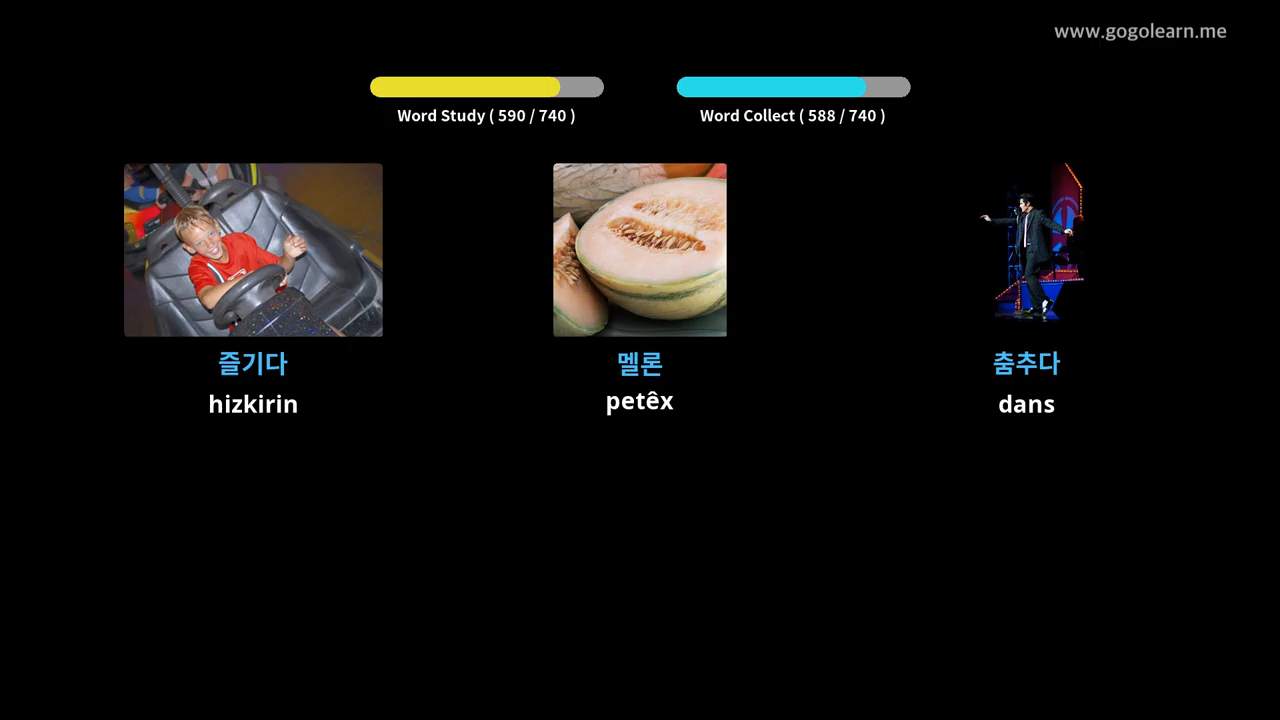 www.gogolearn.me
Word Study ( 590 / 740 )
Word Collect ( 588 / 740 )
즐기다
hizkirin
멜론
petêx
춤추다
dans